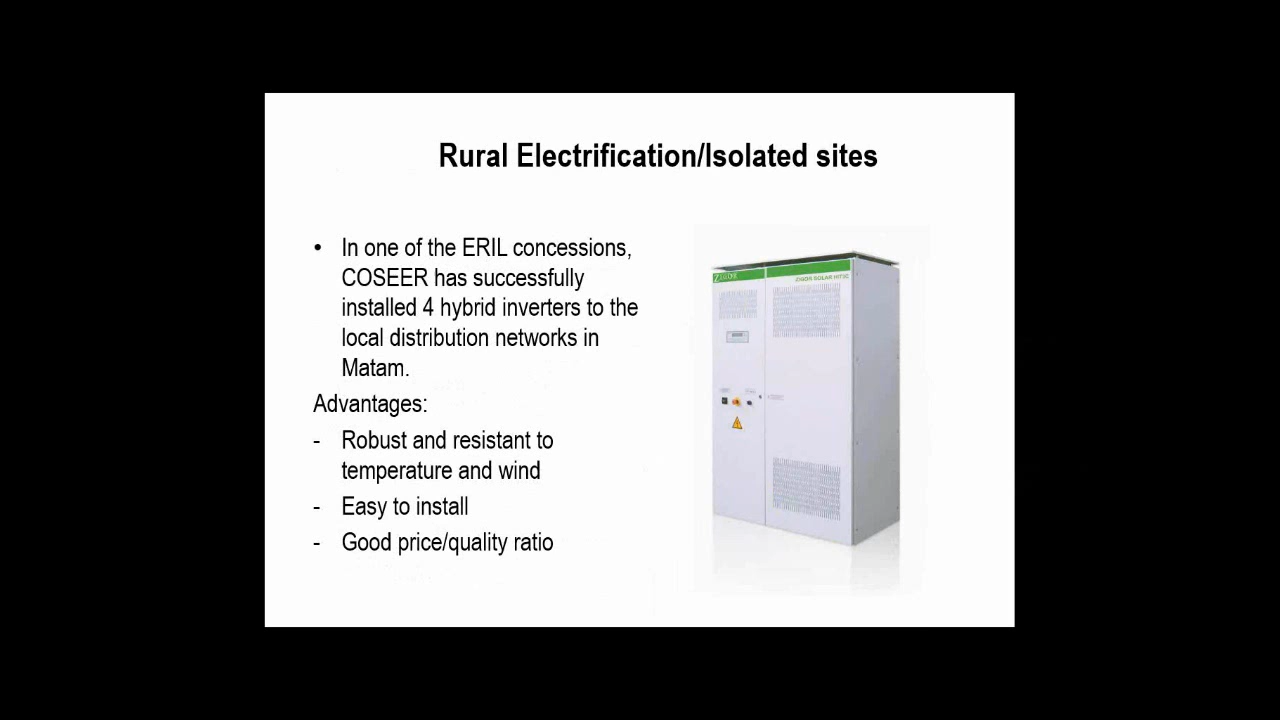 Rural Electrification/Isolated sites
• In one of the ERIL concessions,
COSEER has successfully
installed 4 hybrid inverters to the
local distribution networks in
Matam.
Advantages:
- Robust and resistant to
temperature and wind
- Easy to install
- Good price/quality ratio